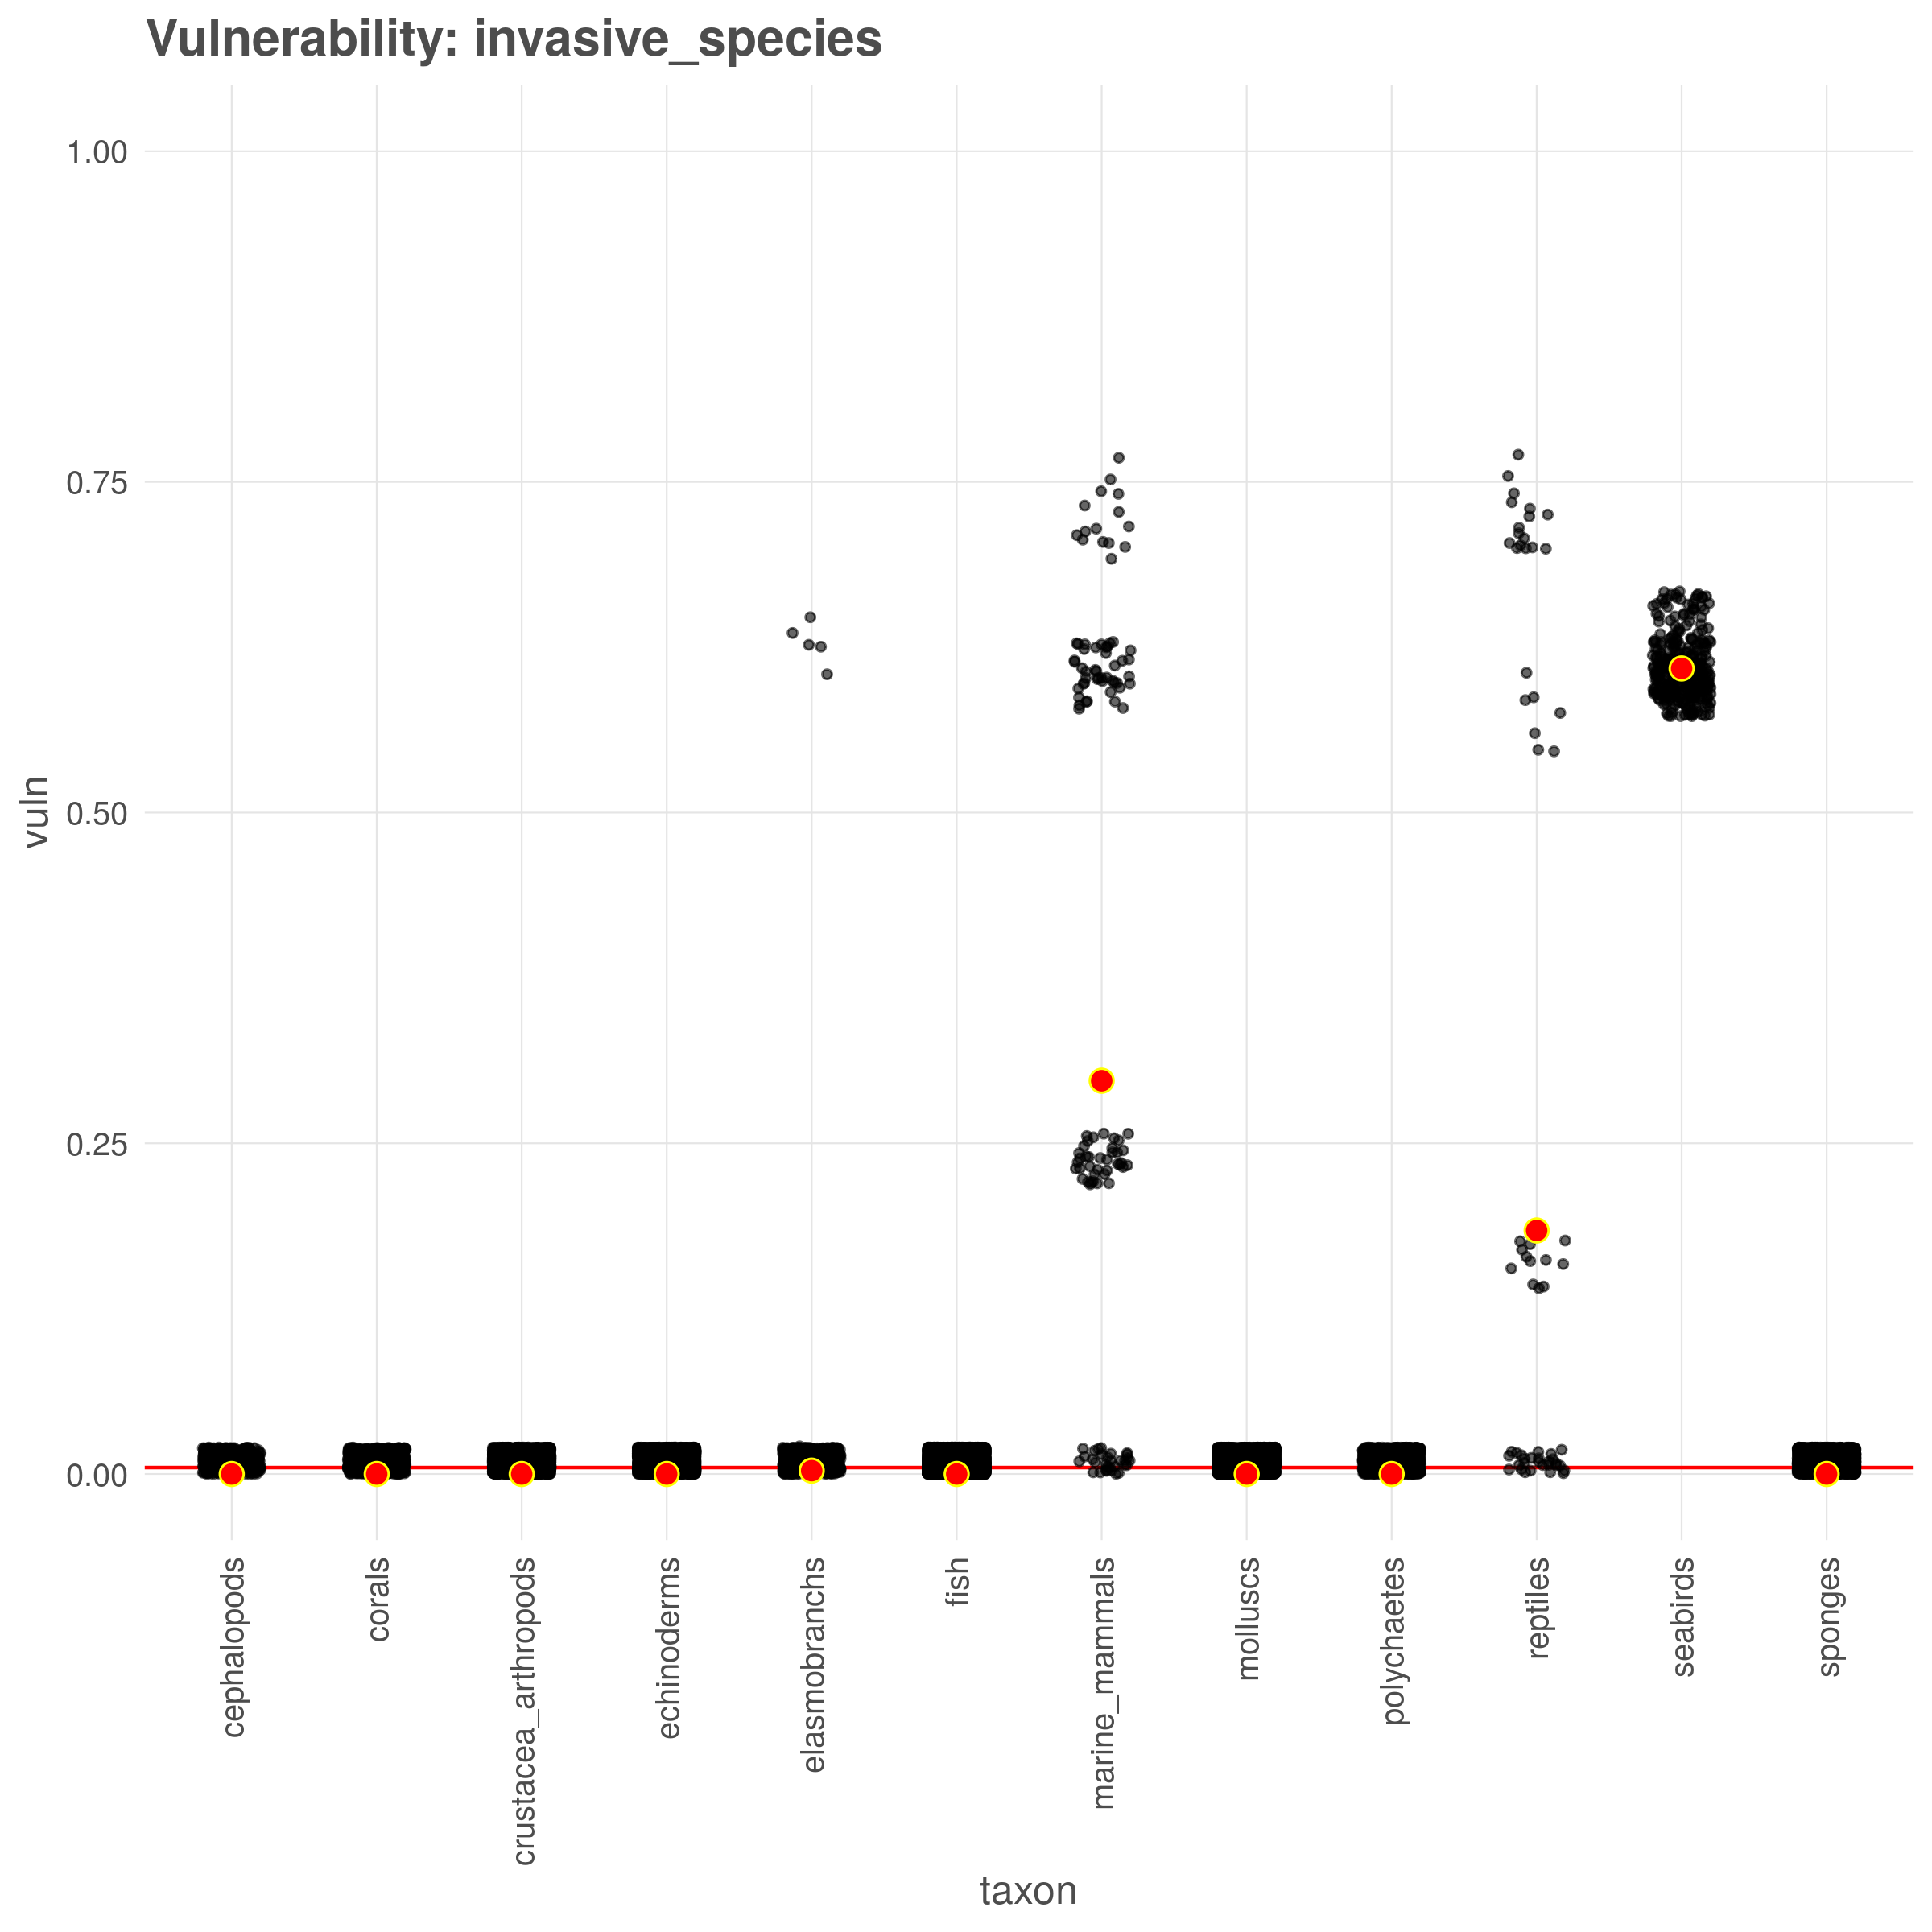 Vulnerability: invasive_species
1.00
0.75
0.50
0.25
0.00
vuln
cephalopods
corals
crustacea_arthropods
echinoderms
elasmobranchs
fish
marine_mammals
molluscs
polychaetes
reptiles
seabirds
sponges
taxon